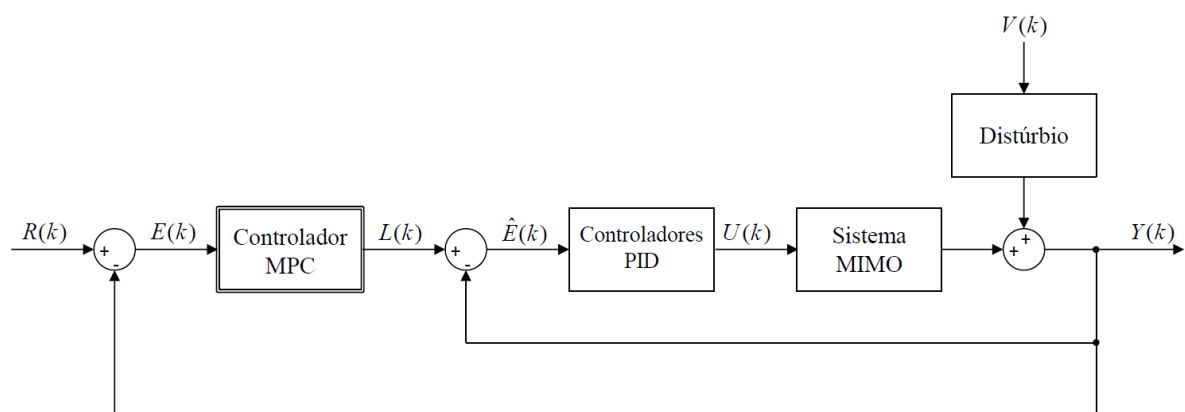 V(k)
Distúrbio
R(k)
+
-
E(k)
Controlador
MPC
L(k)
+
-
Ê(k)
Controladores
PID
U(k)
Sistema
MIMO
+
+
Y(k)